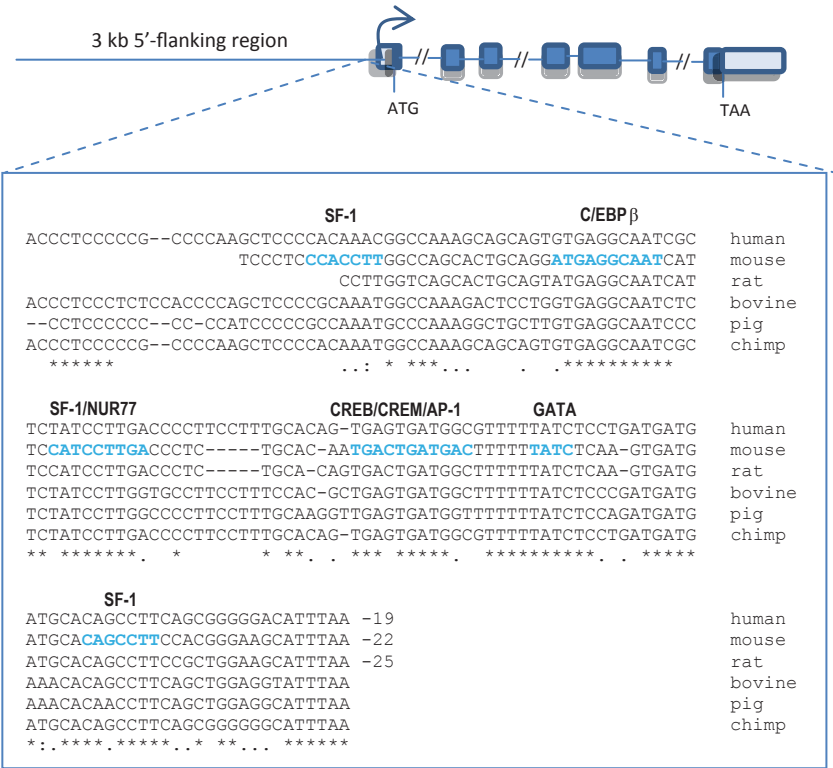 3 kb 5’-flanking region
ATG
TAA
SF-1 C/EBP β
ACCCTCCCCCG--CCCCAAGCTCCCCACAAACGGCCAAAGCAGCAGTGTGAGGCAATCGC human
TCCCTCCCACCTTGGCCAGCACTGCAGGATGAGGCAATCAT mouse
CCTTGGTCAGCACTGCAGTATGAGGCAATCAT rat
ACCCTCCCTCTCCACCCCAGCTCCCCGCAAATGGCCAAAGACTCCTGGTGAGGCAATCTC bovine
--CCTCCCCCC-CC-CCATCCCCCGCCAAATGCCCAAAGGCTGCTTGTGAGGCAATCCC pig
ACCCTCCCCCG--CCCCAAGCTCCCCACAAATGGCCAAAGCAGCAGTGTGAGGCAATCGC chimp
****** ..: * ***... . .**********
SF-1/NUR77 CREB/CREM/AP-1 GATA
TCTATCCTTGACCCCTTCCTTTGCACAG-TGAGTGATGGCGTTTTTATCTCCTGATGATG human
TCCATCCTTGACCCTC-----TGCAC-AATGACTGATGACTTTTTTATCTCAA-GTGATG mouse
TCCATCCTTGACCCTC-----TGCA-CAGTGACTGATGGCTTTTTTATCTCAA-GTGATG rat
TCTATCCTTGGTGCCTTCCTTTCCAC-GCTGAGTGATGGCTTTTTTATCTCCCGATGATG bovine
TCTATCCTTGGCCCCTTCCTTTGCAAGGTTGAGTGATGGTTTTTTTATCTCCAGATGATG pig
TCTATCCTTGACCCCTTCCTTTGCACAG-TGAGTGATGGCGTTTTTATCTCCTGATGATG chimp
** *******. * * **. . *** *****. **********. . *****
SF-1
ATGCACAGCCTTCAGCGGGGGACATTTAA -19 human
ATGCACAGCCTTCCACGGGAAGCATTTAA -22 mouse
ATGCACAGCCTTCCGCTGGAAGCATTTAA -25 rat
AAACACAGCCTTCAGCTGGAGGTATTTAA bovine
AAACACAACCTTCAGCTGGAGGCATTTAA pig
ATGCACAGCCTTCAGCGGGGGGCATTTAA chimp
*:.****.*****..* **... ******